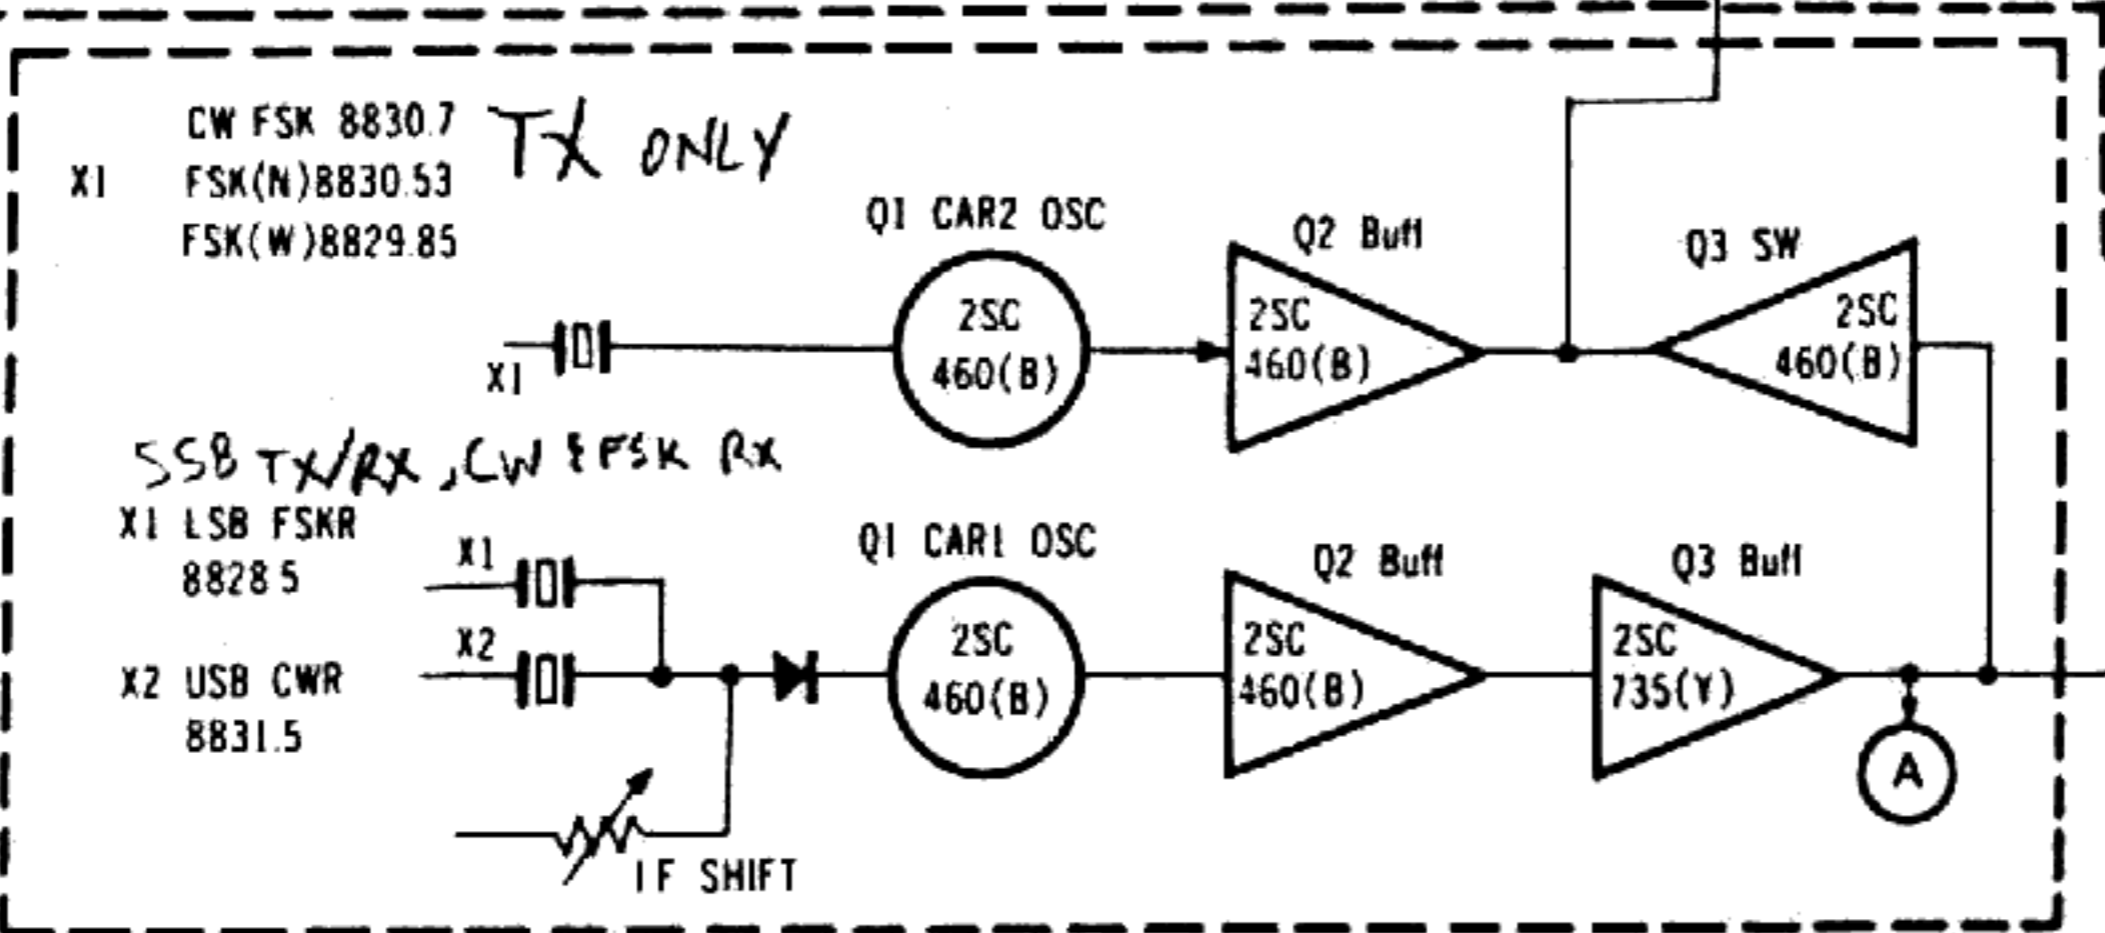 CW FSK 8830.7 TX ONLY
X1 FSK(N)8830.53
FSK(W)8829.85
Q1 CAR2 OSC
Q2 Buff
Q3 SW
2SC
460(B)
2SC
460(B)
2SC
460(B)
X1
SSB TX/RX, CW & FSK RX
X1 LSB FSKR
8828.5
X1
Q1 CAR1 OSC
Q2 Buff
Q3 Buff
X2
2SC
460(B)
2SC
460(B)
2SC
735(Y)
X2 USB CWR
8831.5
A
IF SHIFT